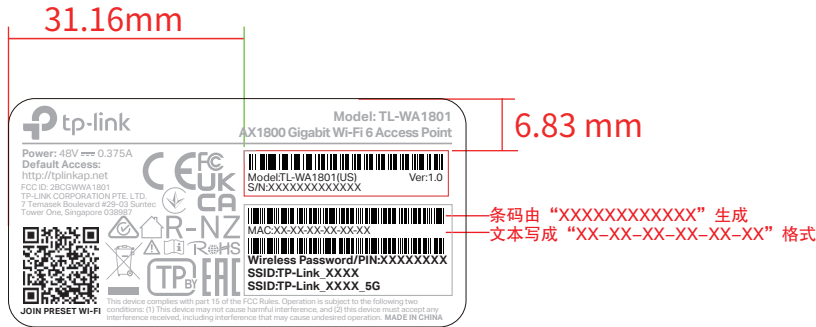 31.16mm
tp-link
Model: TL-WA1801
AX1800 Gigabit Wi-Fi 6 Access Point
6.83 mm
Power: 48V ⎓ 0.375A
Default Access:
http://tplinkap.net
FCC ID: 2BCGWWA1801
TP-LINK CORPORATION PTE. LTD.
7 Temasek Boulevard #29-03 Suntec
Tower One, Singapore 038987
CE FC
UK
CA
R-NZ
RoHS
TP BY EAC
Model:TL-WA1801(US) Ver:1.0
S/N:XXXXXXXXXXXXX
MAC:XX-XX-XX-XX-XX-XX
Wireless Password/PIN:XXXXXXXX
SSID:TP-Link_XXXX
SSID:TP-Link_XXXX_5G
条码由“XXXXXXXXXXXX”生成
文本写成“XX–XX–XX–XX–XX–XX”格式
JOIN PRESET WI-FI
This device complies with part 15 of the FCC Rules. Operation is subject to the following two
conditions: (1) This device may not cause harmful interference, and (2) this device must accept any
interference received, including interference that may cause undesired operation. MADE IN CHINA